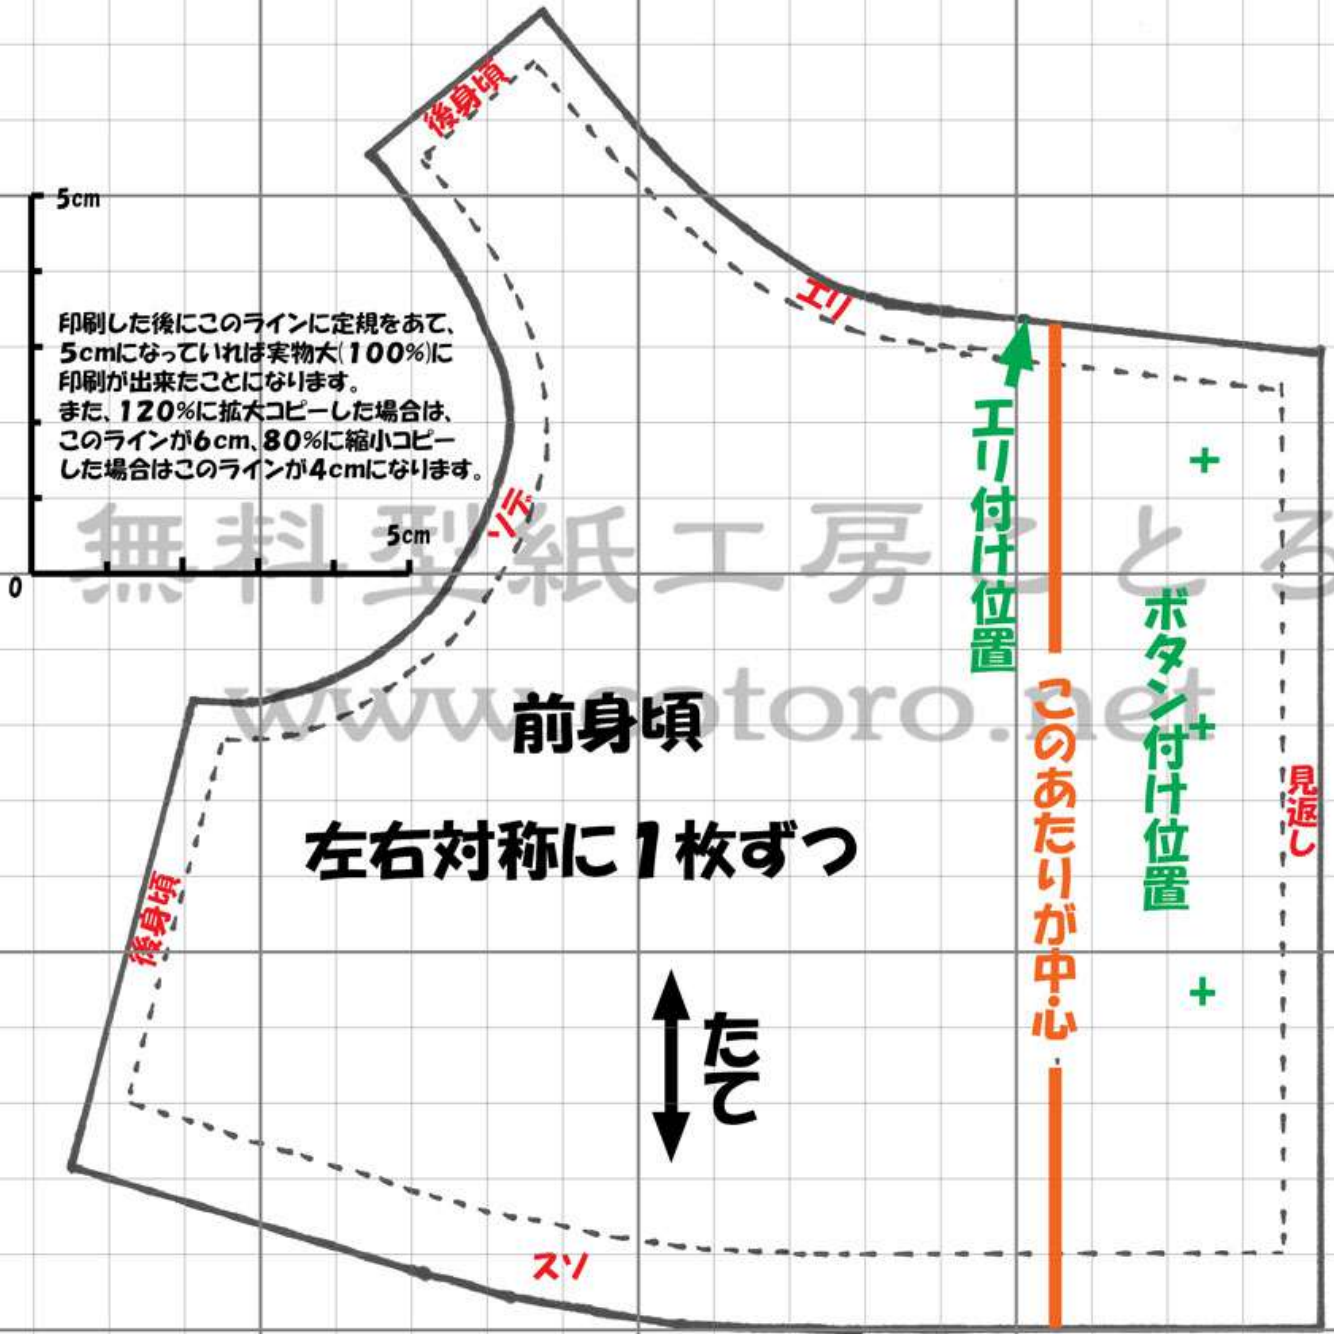 後身頃
5cm
エリ
印刷した後にこのラインに定規をあて、
5cmになっていれば実物大(100%)に
印刷が出来たことになります。
また、120%に拡大コピーした場合は、
このラインが6cm、80%に縮小コピー
した場合はこのラインが4cmになります。
エリ付け位置
ソデ
5cm
0
無料型紙工房ことろ
www.cotoro.net
ボタン付け位置
このあたりが中心
前身頃
見返し
左右対称に1枚ずつ
後身頃
たて
スソ